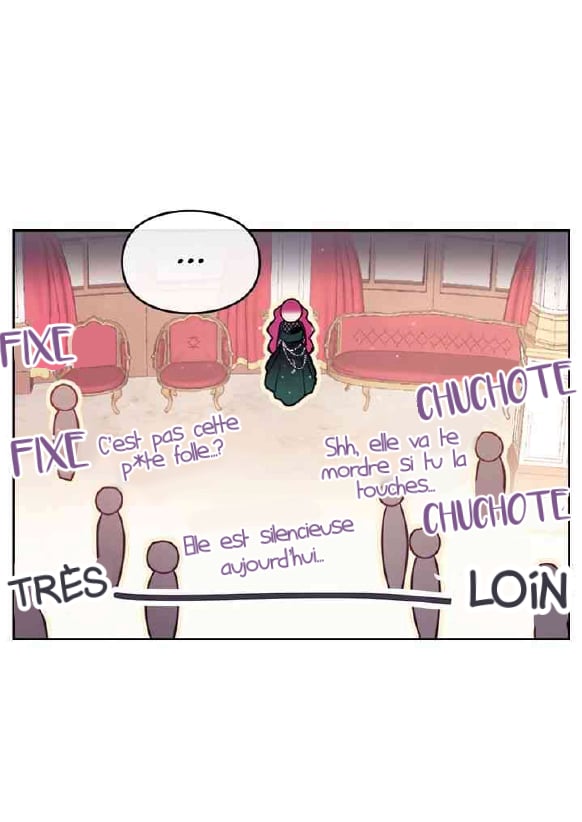 ...
FIXE
CHUCHOTE
FIXE
C'est pas cette
p*te folle...?
Shh, elle va te
mordre si tu la
touches...
CHUCHOTE
Elle est silencieuse
aujourd'hui...
TRÈS LOIN